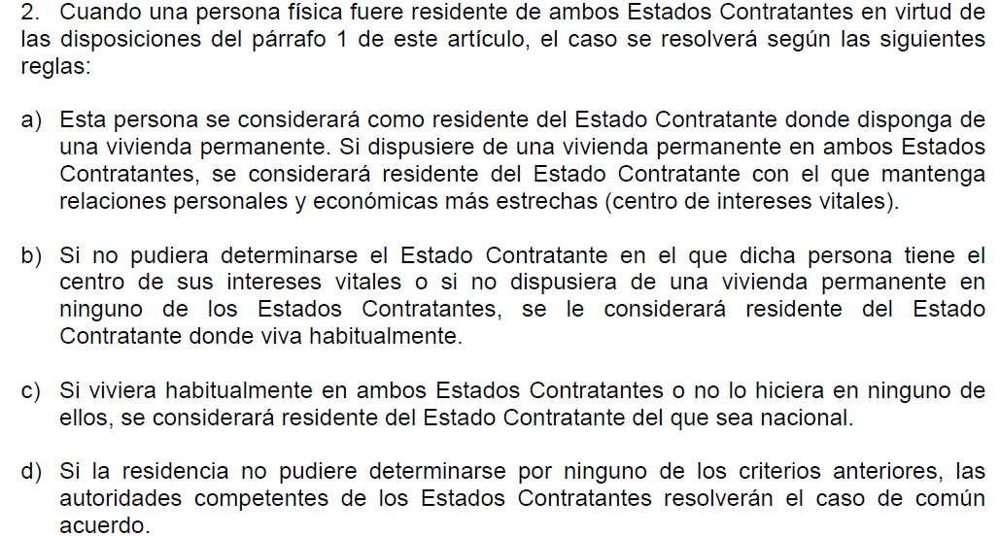 2. Cuando una persona física fuere residente de ambos Estados Contratantes en virtud de
las disposiciones del párrafo 1 de este artículo, el caso se resolverá según las siguientes
reglas:
a) Esta persona se considerará como residente del Estado Contratante donde disponga de
una vivienda permanente. Si dispusiere de una vivienda permanente en ambos Estados
Contratantes, se considerará residente del Estado Contratante con el que mantenga
relaciones personales y económicas más estrechas (centro de intereses vitales).
b) Si no pudiera determinarse el Estado Contratante en el que dicha persona tiene el
centro de sus intereses vitales o si no dispusiera de una vivienda permanente en
ninguno de los Estados Contratantes, se le considerará residente del Estado
Contratante donde viva habitualmente.
c) Si viviera habitualmente en ambos Estados Contratantes o no lo hiciera en ninguno de
ellos, se considerará residente del Estado Contratante del que sea nacional.
d) Si la residencia no pudiere determinarse por ninguno de los criterios anteriores, las
autoridades competentes de los Estados Contratantes resolverán el caso de común
acuerdo.